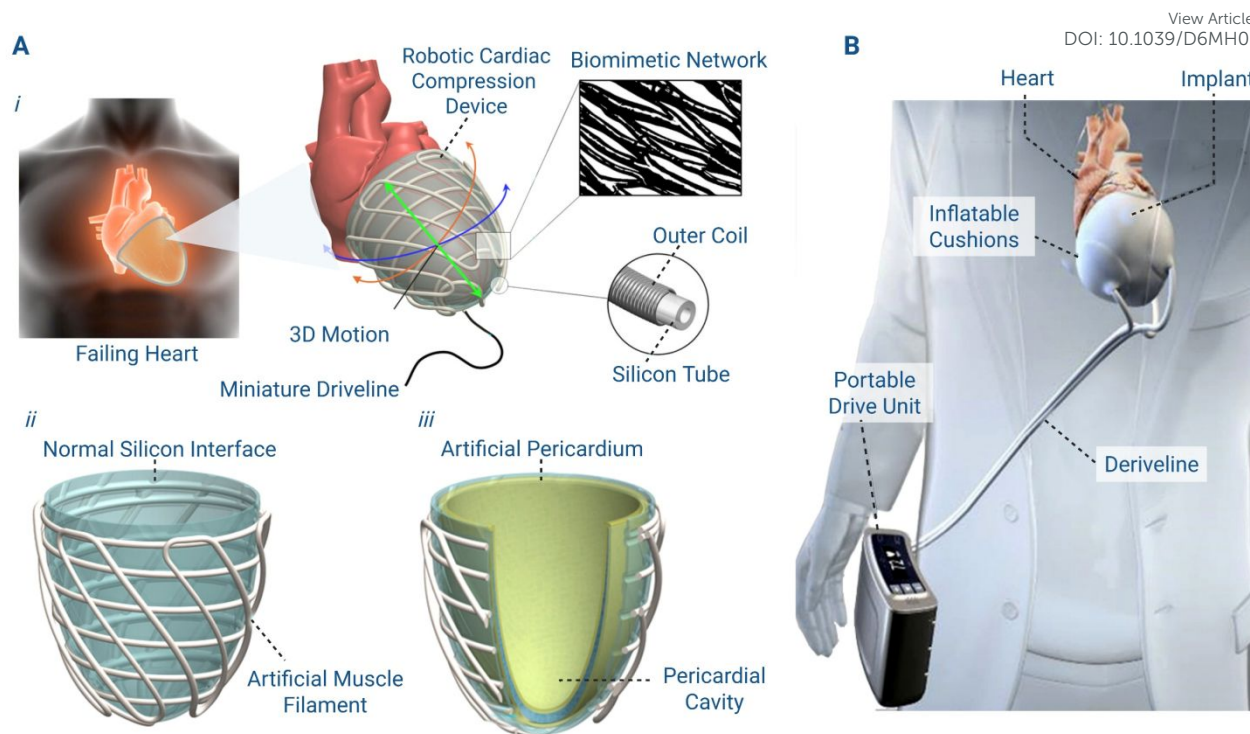 View Article
DOI: 10.1039/D6MH0
A
i
Failing Heart
Robotic Cardiac
Compression
Device
Biomimetic Network
3D Motion
Miniature Driveline
Outer Coil
Silicon Tube
ii
Normal Silicon Interface
Artificial Muscle
Filament
iii
Artificial Pericardium
Pericardial
Cavity
B
Heart
Implant
Inflatable
Cushions
Portable
Drive Unit
Deriveline
72